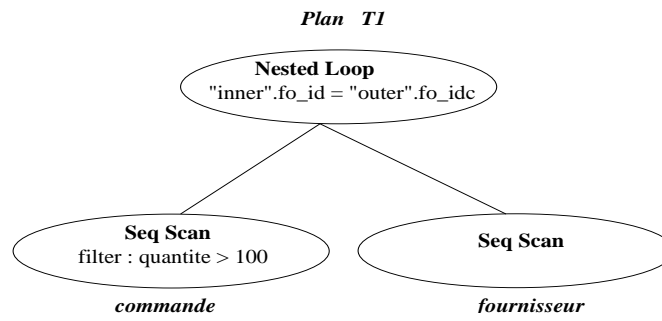 Plan T1
Nested Loop
"inner".fo_id = "outer".fo_idc
Seq Scan
filter : quantite > 100
Seq Scan
commande
fournisseur